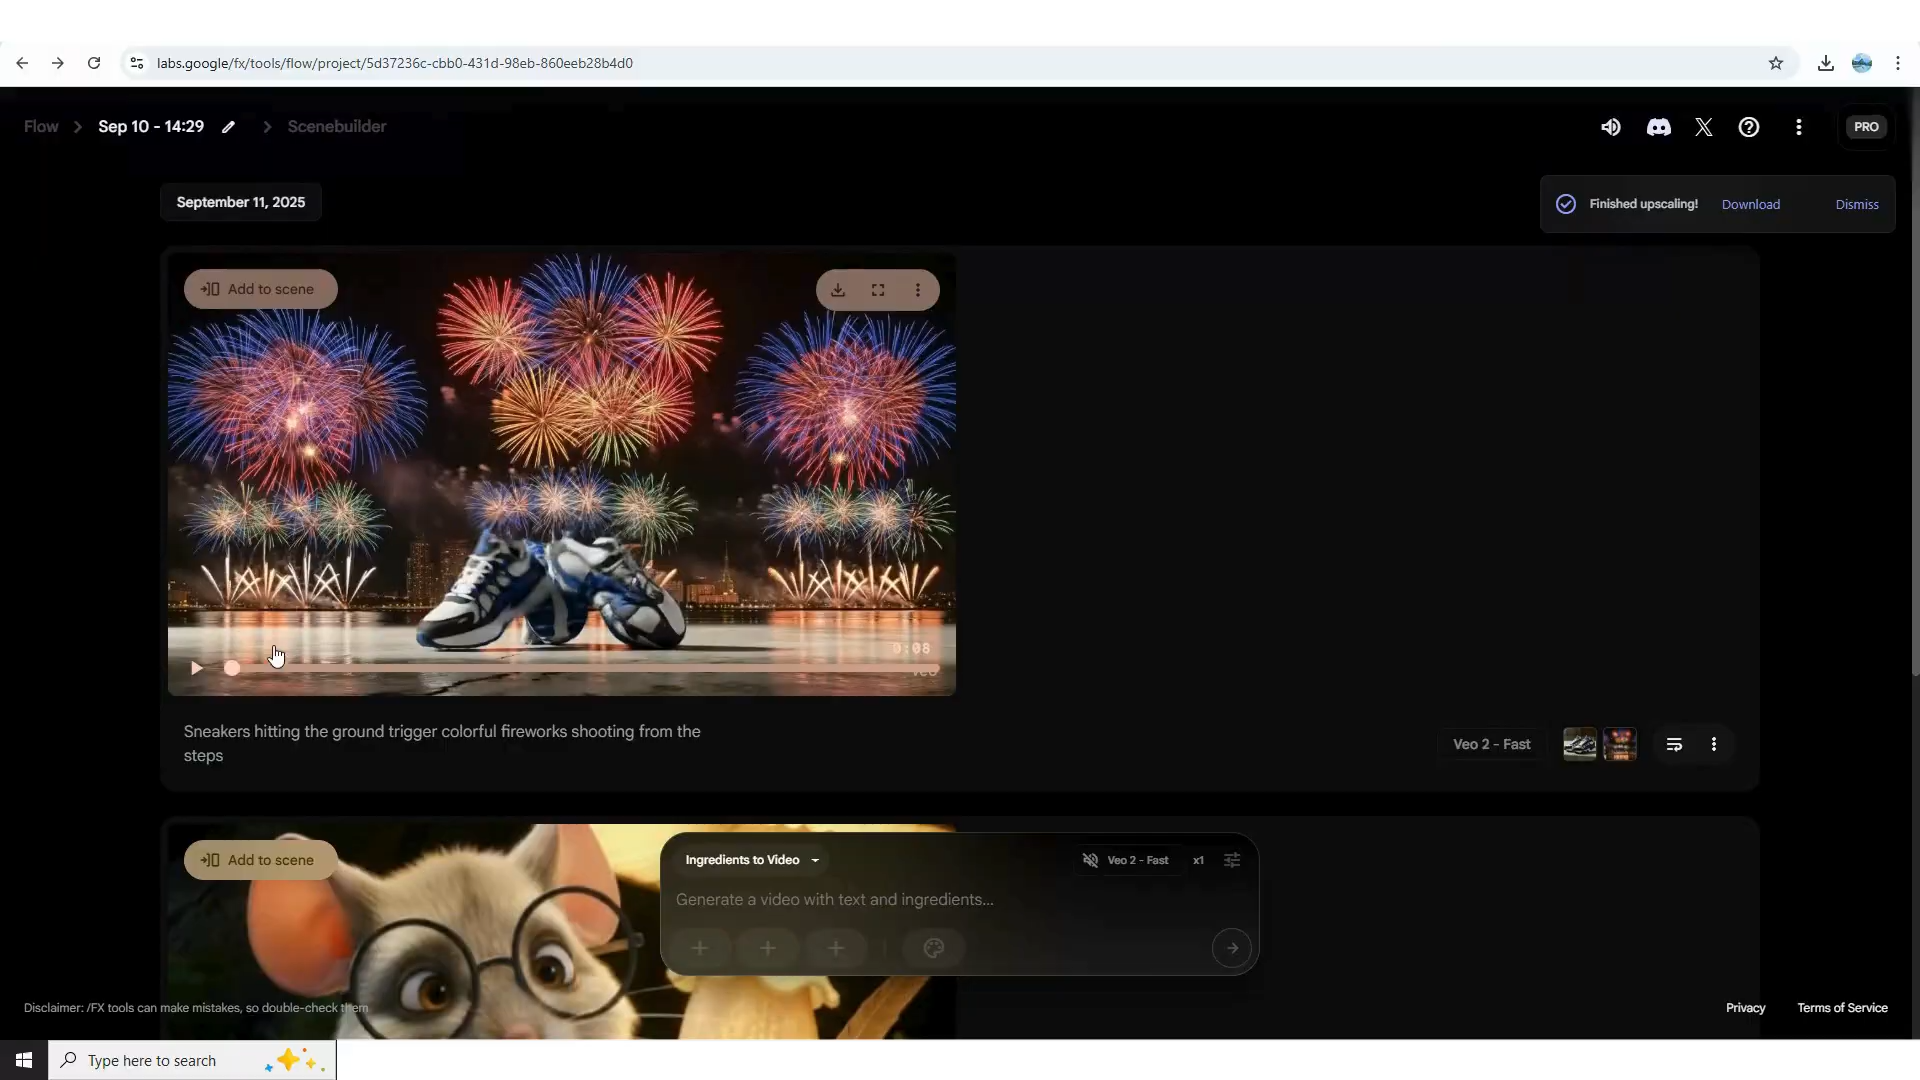 labs.google/fx/tools/flow/project/5d37236c-cbb0-431d-98eb-860eeb28b4d0
Flow
Sep 10 - 14:29
Scenebuilder
PRO
September 11, 2025
Finished upscaling!
Download
Dismiss
Add to scene
0:08
veo
Sneakers hitting the ground trigger colorful fireworks shooting from the
steps
Veo 2 - Fast
Add to scene
Ingredients to Video
Veo 2 - Fast
x1
Generate a video with text and ingredients...
Disclaimer: /FX tools can make mistakes, so double-check them
Privacy
Terms of Service
Type here to search